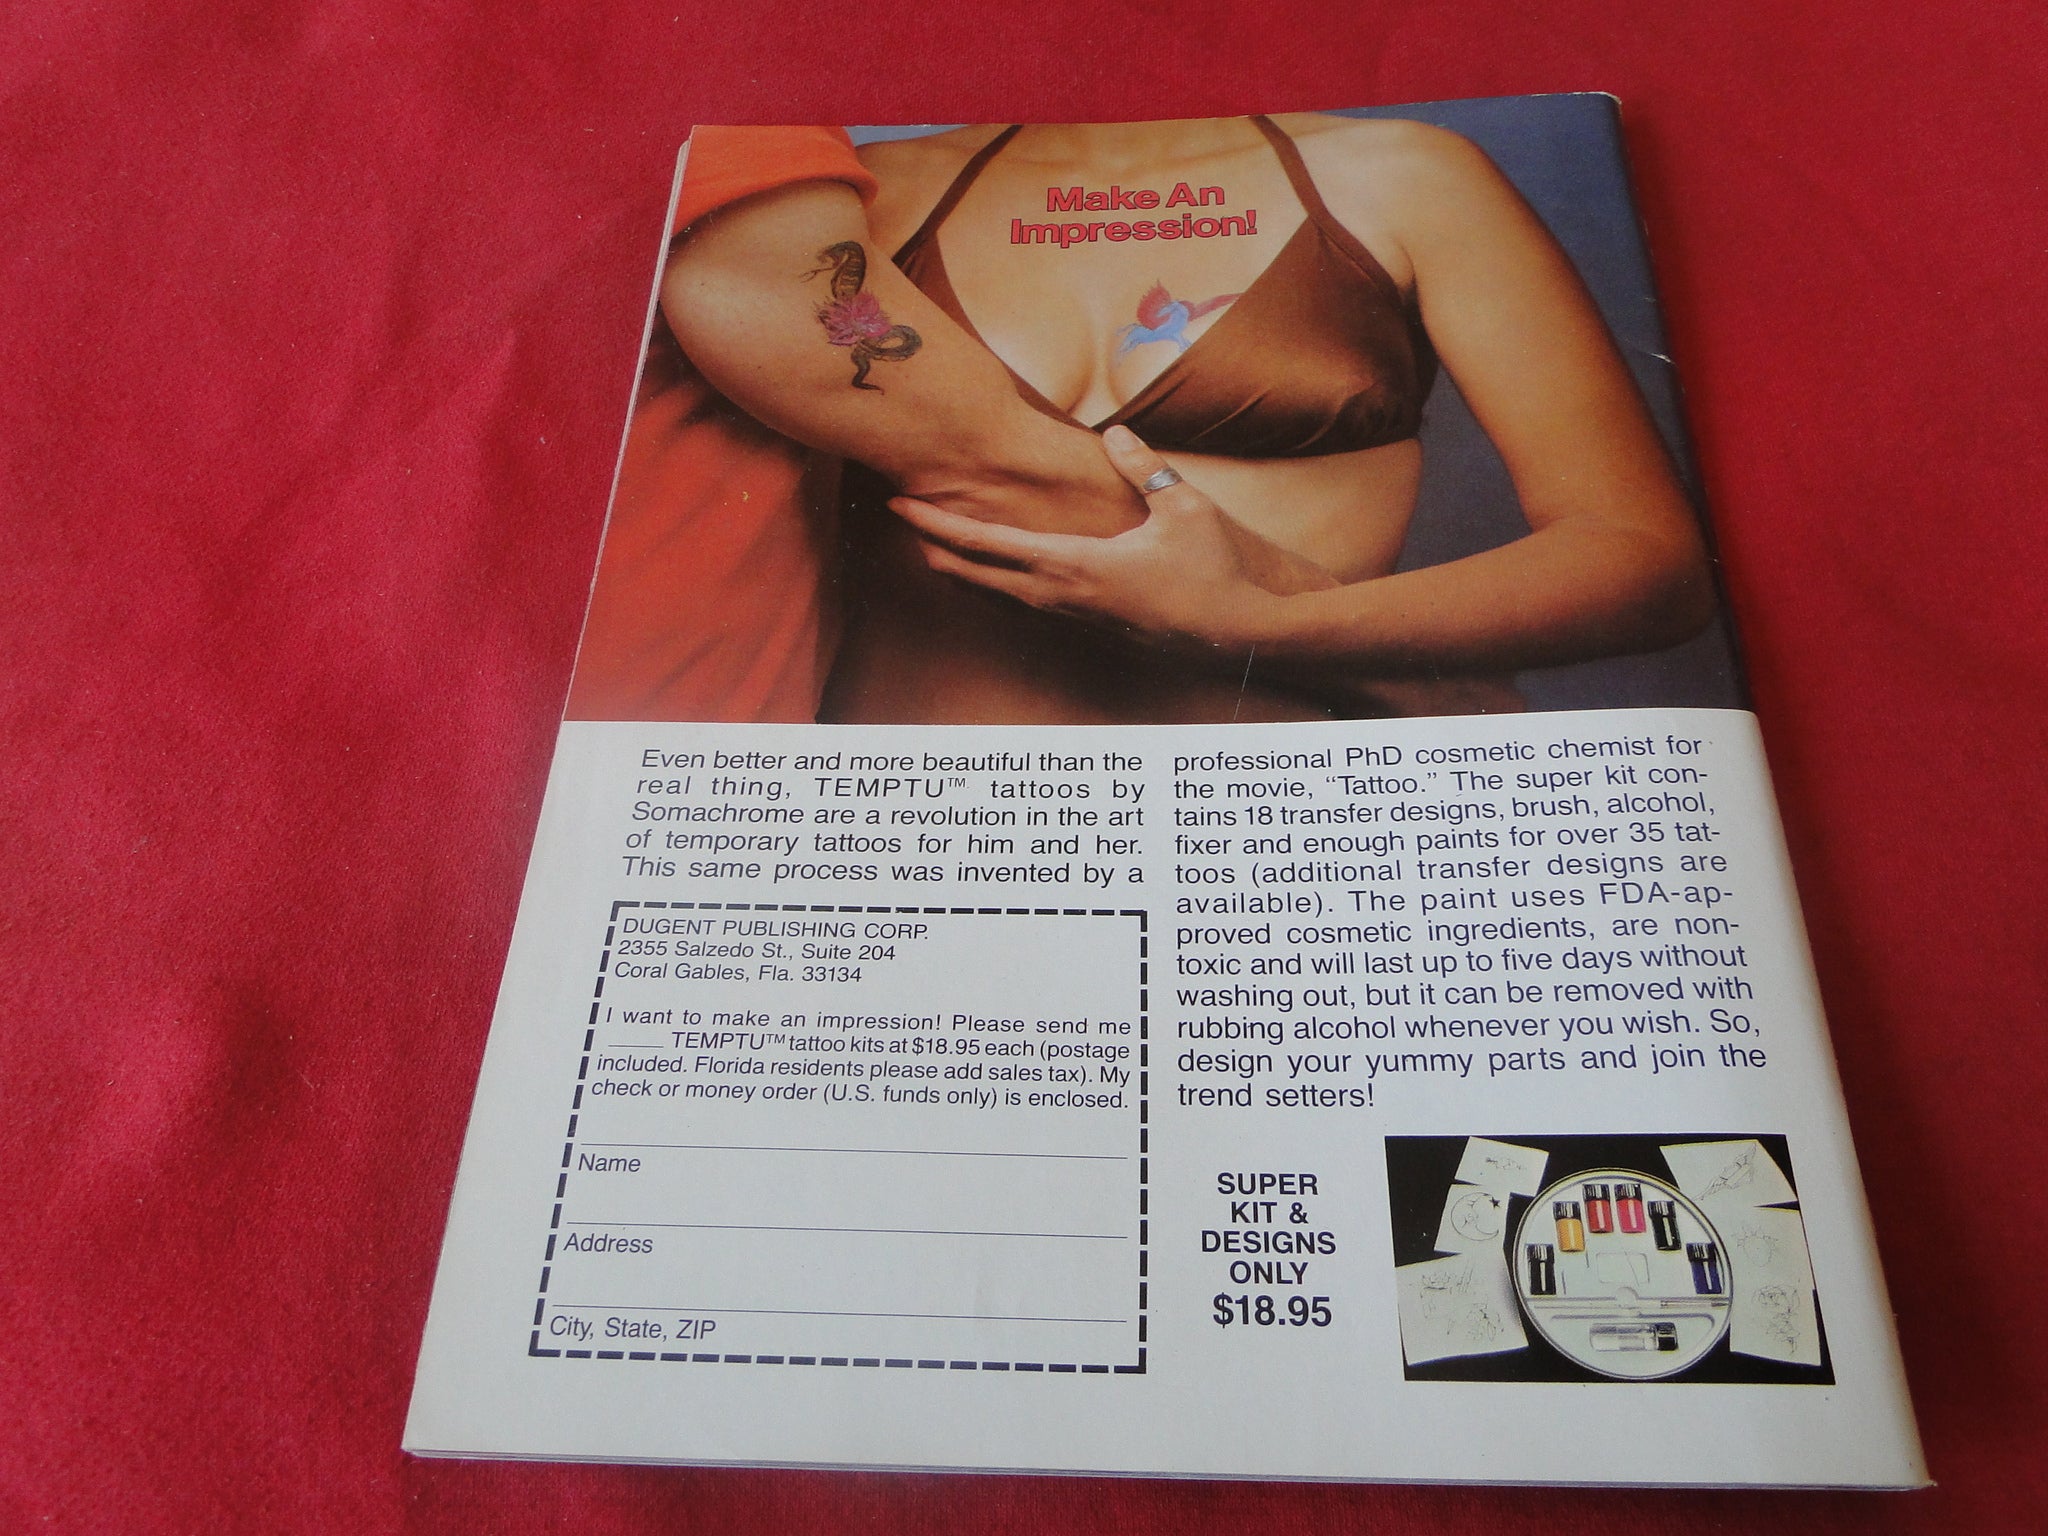 Make An
Impression!
Even better and more beautiful than the
real thing, TEMPTU™ tattoos by
Somachrome are a revolution in the art
of temporary tattoos for him and her.
This same process was invented by a
professional PhD cosmetic chemist for
the movie, “Tattoo.” The super kit con-
tains 18 transfer designs, brush, alcohol,
fixer and enough paints for over 35 tat-
toos (additional transfer designs are
available). The paint uses FDA-ap-
proved cosmetic ingredients, are non-
toxic and will last up to five days without
washing out, but it can be removed with
rubbing alcohol whenever you wish. So,
design your yummy parts and join the
trend setters!
DUGENT PUBLISHING CORP.
2355 Salzedo St., Suite 204
Coral Gables, Fla. 33134
I want to make an impression! Please send me
_____ TEMPTU™ tattoo kits at $18.95 each (postage
included. Florida residents please add sales tax). My
check or money order (U.S. funds only) is enclosed.
Name
Address
City, State, ZIP
SUPER
KIT &
DESIGNS
ONLY
$18.95